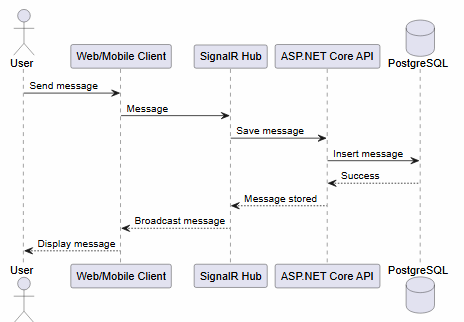 User
Web/Mobile Client
SignalR Hub
ASP.NET Core API
PostgreSQL
Send message
Message
Save message
Insert message
Success
Message stored
Broadcast message
Display message
User
Web/Mobile Client
SignalR Hub
ASP.NET Core API
PostgreSQL